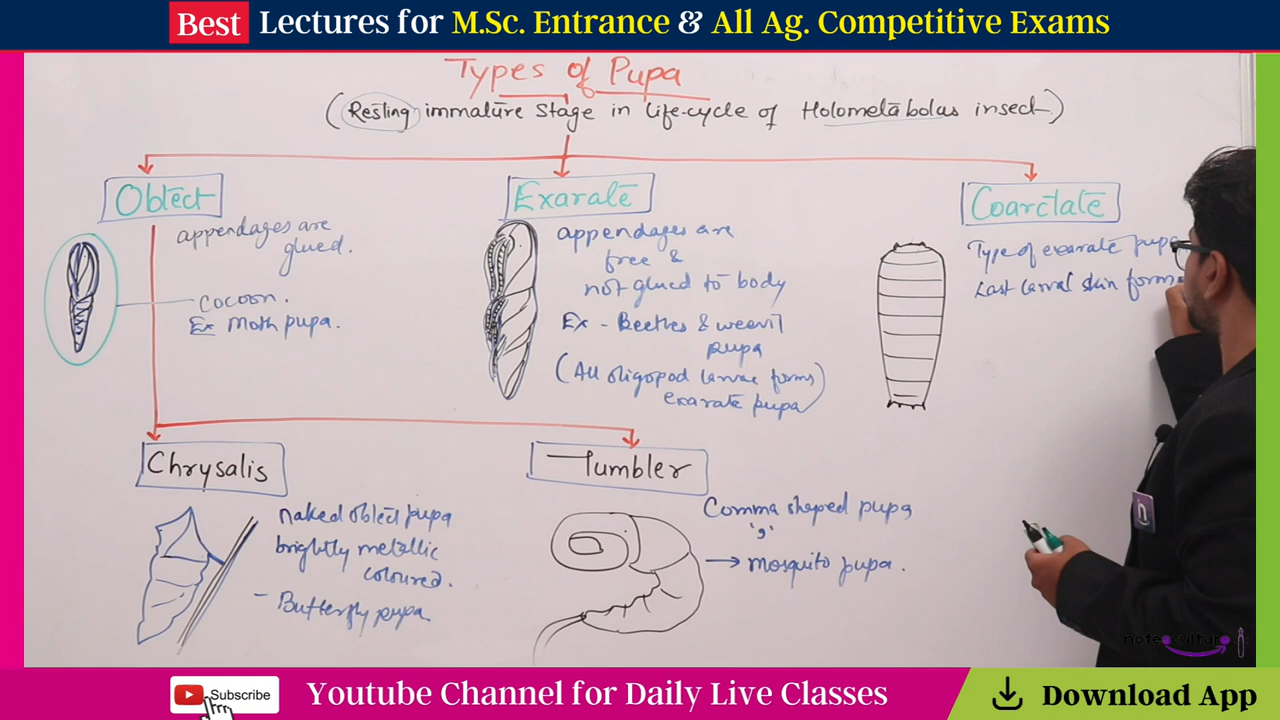 Best Lectures for M.Sc. Entrance & All Ag. Competitive Exams
Types of Pupa
(Resting immature stage in life-cycle of Holometabolus insect)
Obtect
appendages are
glued.
Cocoon.
Ex Moth pupa.
Exarate
appendages are
free &
not glued to body
Ex - Beetles & weevil
pupa
(All oligopod larvae forms
exarate pupa)
Coarctate
Type of exarate pupa
Last larval skin forms
Chrysalis
naked obtect pupa
brightly metallic
coloured.
- Butterfly pupa
Tumbler
Comma shaped pupa
','
→ mosquito pupa.
n
noteculture
Subscribe
Youtube Channel for Daily Live Classes
Download App